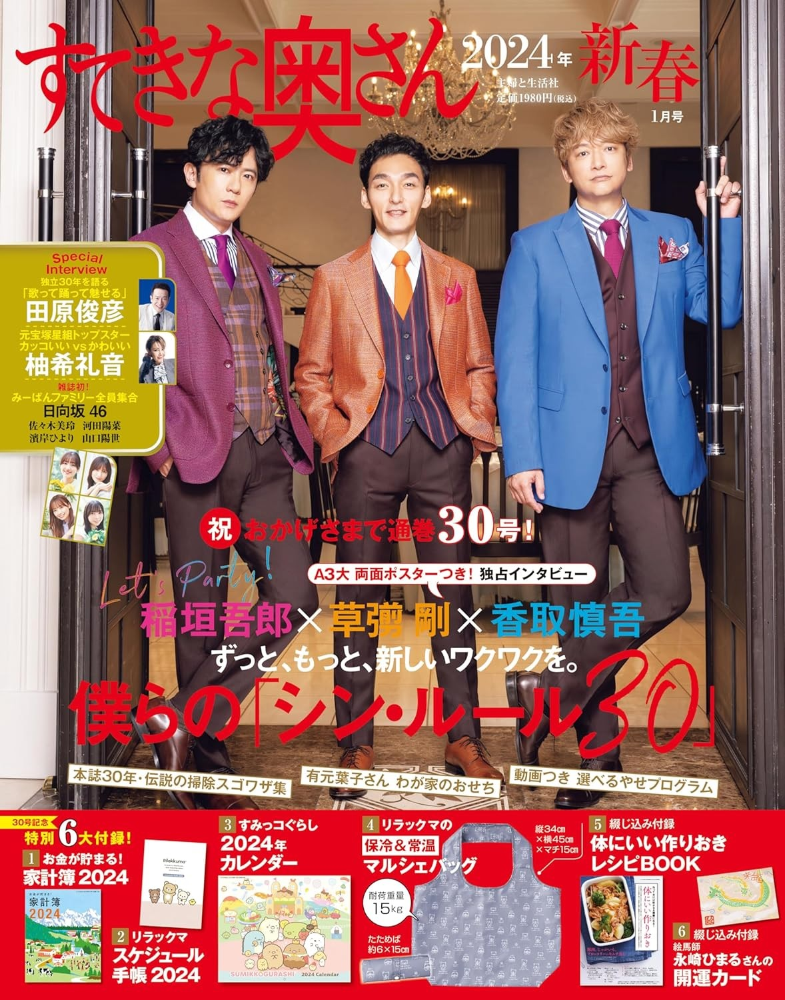 すてきな奥さん
2024年
新春
1月号
主婦と生活社
定価1980円(税込)
Special
Interview
独立30年を語る
「歌って踊って魅せる」
田原俊彦
元宝塚星組トップスター
カッコいい vs かわいい
柚希礼音
雑誌初!
みーぱんファミリー全員集合
日向坂 46
佐々木美玲 河田陽菜
濱岸ひより 山口陽世
祝 おかげさまで通巻30号!
Let's Party!
A3大 両面ポスターつき! 独占インタビュー
稲垣吾郎×草彅 剛×香取慎吾
ずっと、もっと、新しいワクワクを。
僕らの「シン・ルール30」
本誌30年・伝説の掃除スゴワザ集
有元葉子さん わが家のおせち
動画つき 選べるやせプログラム
30号記念
特別6大付録!
1 お金が貯まる!
家計簿 2024
お金が貯まる!
家計簿
2024
Rilakkuma
2 リラックマ
スケジュール
手帳 2024
3 すみっコぐらし
2024年
カレンダー
SUMIKKOGURASHI
2024 Calendar
4 リラックマの
保冷&常温
マルシェバッグ
耐荷重量
15kg
たためば
約6×15cm
縦34cm
×横45cm
×マチ15cm
5 綴じ込み付録
体にいい作りおき
レシピBOOK
体にいい作りおき
6 綴じ込み付録
絵馬師
永崎ひまるさんの
開運カード